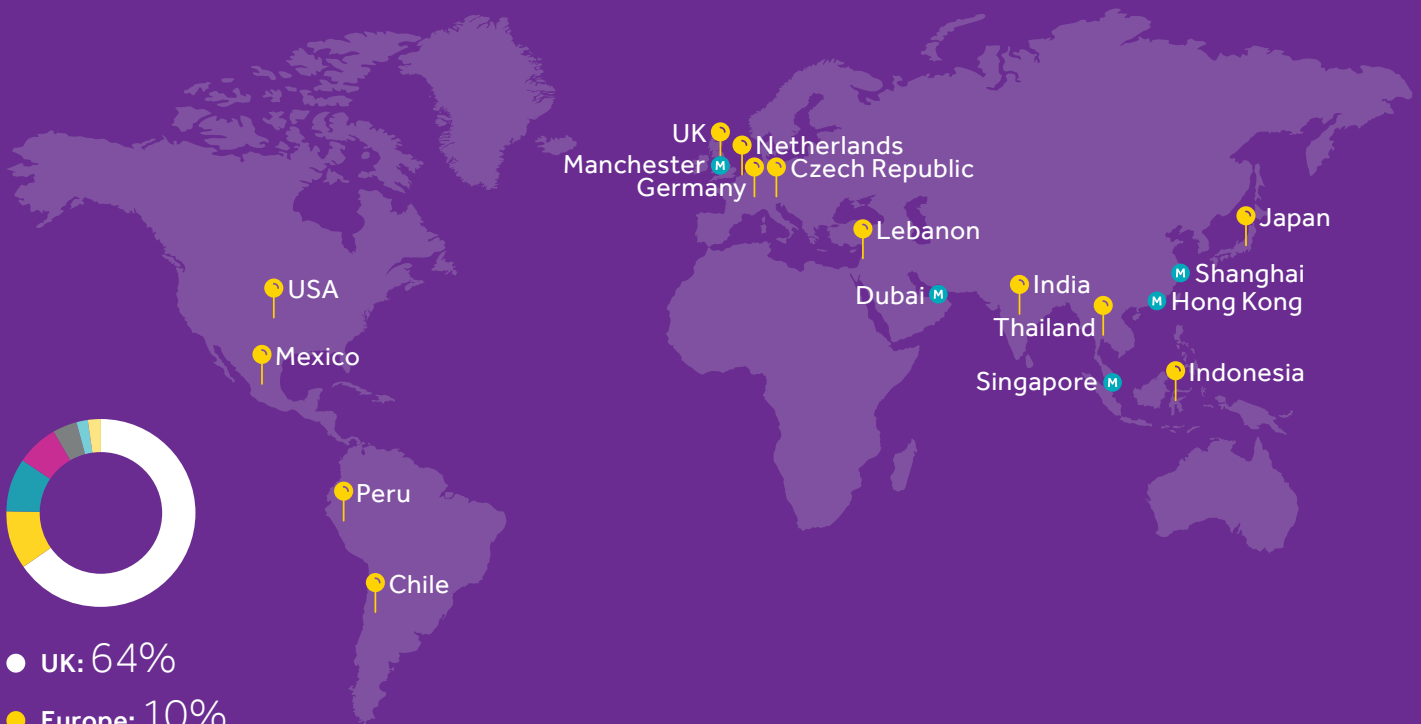 UK
Netherlands
Manchester M
Czech Republic
Germany
Japan
Lebanon
M Shanghai
USA
India
Dubai M
M Hong Kong
Thailand
Mexico
Indonesia
Singapore M
Peru
Chile
UK: 64%
Europe: 10%